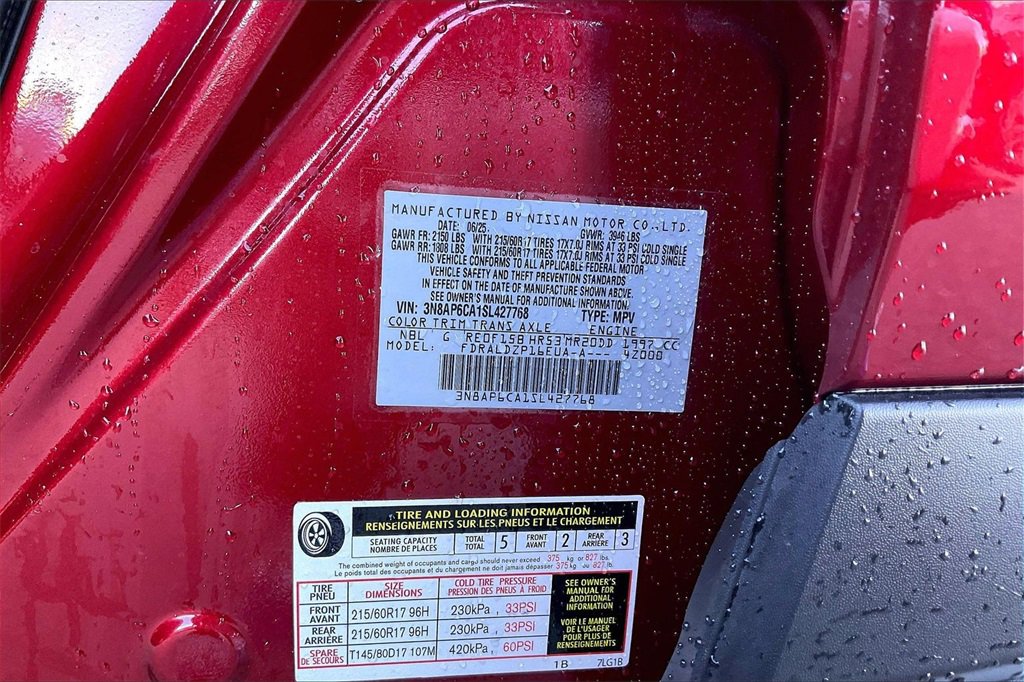 MANUFACTURED BY NISSAN MOTOR CO.,LTD.
DATE: 06/25 GVWR: 3946 LBS
GAWR FR: 2150 LBS WITH 215/60R17 TIRES 17X7.0J RIMS AT 33 PSI COLD SINGLE
GAWR RR: 1808 LBS WITH 215/60R17 TIRES 17X7.0J RIMS AT 33 PSI COLD SINGLE
THIS VEHICLE CONFORMS TO ALL APPLICABLE FEDERAL MOTOR
VEHICLE SAFETY AND THEFT PREVENTION STANDARDS
IN EFFECT ON THE DATE OF MANUFACTURE SHOWN ABOVE.
SEE OWNER'S MANUAL FOR ADDITIONAL INFORMATION.
VIN: 3N8AP6CA1SL427768 TYPE: MPV
COLOR TRIM TRANS AXLE ENGINE
NBL G RE0F15B HR53 MR20DD 1997 CC
MODEL: FDRALDZP16EUA-A--- 4Z000
3N8AP6CA1SL427768
TIRE AND LOADING INFORMATION
RENSEIGNEMENTS SUR LES PNEUS ET LE CHARGEMENT
SEATING CAPACITY TOTAL 5 FRONT 2 REAR 3
NOMBRE DE PLACES TOTAL AVANT ARRIÈRE
The combined weight of occupants and cargo should never exceed 375 kg or 827 lbs.
Le poids total des occupants et du chargement ne doit jamais dépasser 375 kg ou 827 lb.
TIRE SIZE COLD TIRE PRESSURE
PNEU DIMENSIONS PRESSION DES PNEUS À FROID
FRONT AVANT 215/60R17 96H 230kPa , 33PSI
REAR ARRIÈRE 215/60R17 96H 230kPa , 33PSI
SPARE DE SECOURS T145/80D17 107M 420kPa , 60PSI
SEE OWNER'S
MANUAL FOR
ADDITIONAL
INFORMATION
VOIR LE MANUEL
DE L'USAGER
POUR PLUS DE
RENSEIGNEMENTS
1B 7LG1B